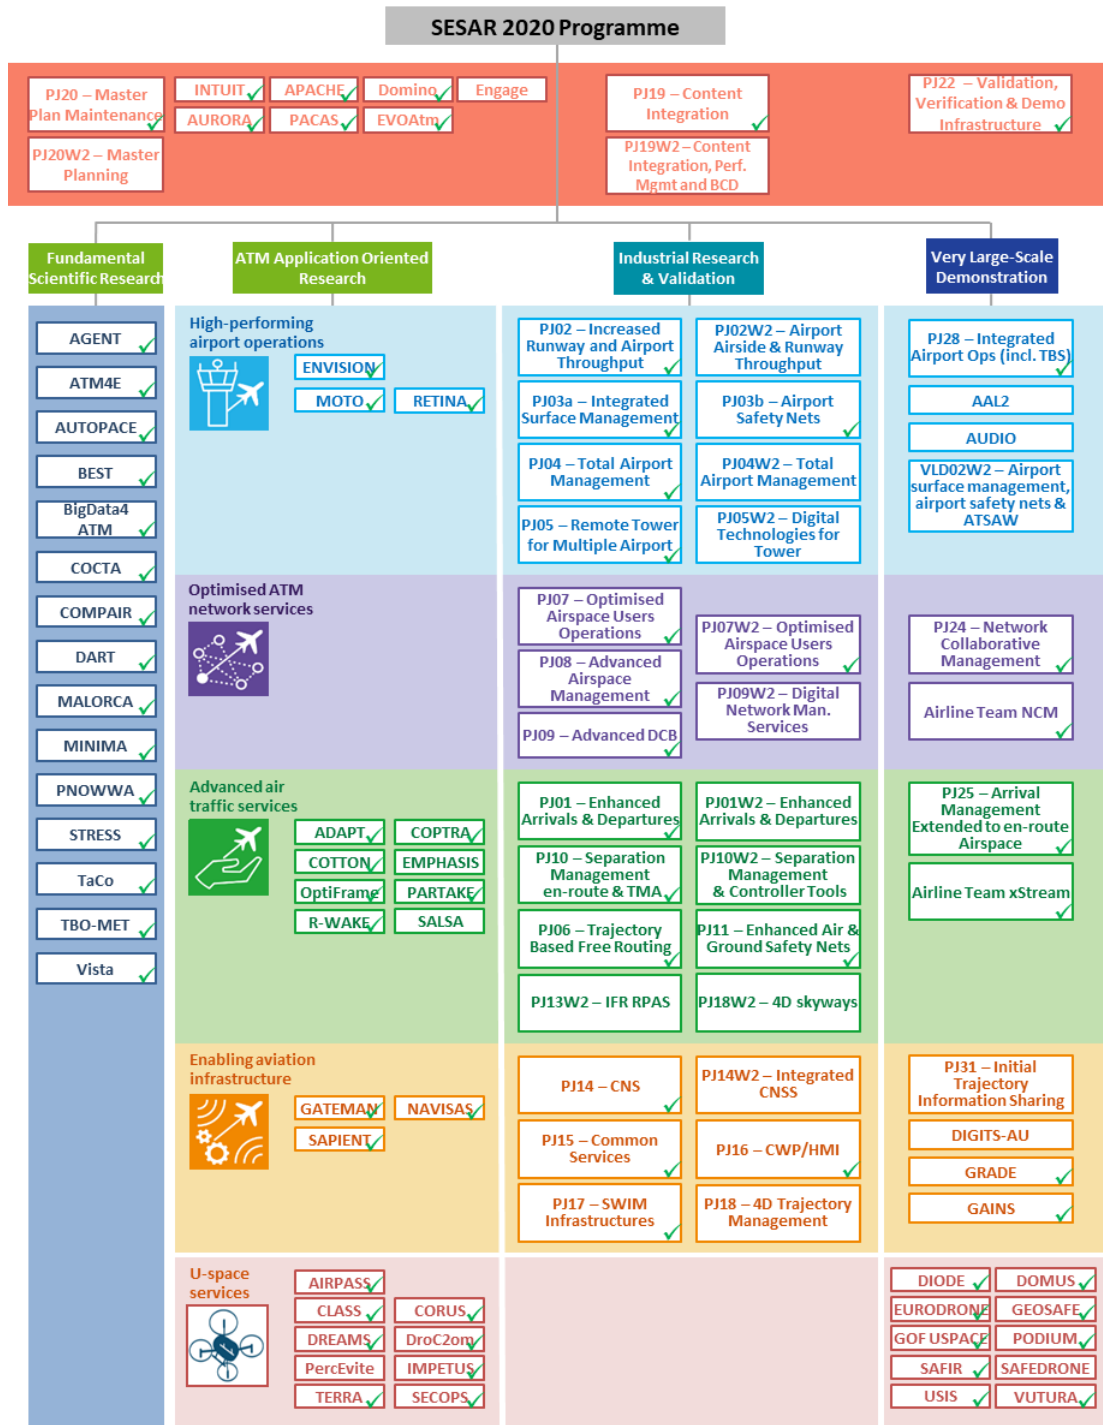 SESAR 2020 Programme
PJ20 – Master
Plan Maintenance
PJ20W2 – Master
Planning
INTUIT
APACHE
Domino
Engage
AURORA
PACAS
EVOAtm
PJ19 – Content
Integration
PJ19W2 – Content
Integration, Perf.
Mgmt and BCD
PJ22 – Validation,
Verification & Demo
Infrastructure
Fundamental
Scientific Research
ATM Application Oriented
Research
Industrial Research
& Validation
Very Large-Scale
Demonstration
AGENT
ATM4E
AUTOPACE
BEST
BigData4
ATM
COCTA
COMPAIR
DART
MALORCA
MINIMA
PNOWWA
STRESS
TaCo
TBO-MET
Vista
High-performing
airport operations
ENVISION
MOTO
RETINA
PJ02 – Increased
Runway and Airport
Throughput
PJ02W2 – Airport
Airside & Runway
Throughput
PJ03a – Integrated
Surface Management
PJ03b – Airport
Safety Nets
PJ04 – Total Airport
Management
PJ04W2 – Total
Airport Management
PJ05 – Remote Tower
for Multiple Airport
PJ05W2 – Digital
Technologies for
Tower
PJ28 – Integrated
Airport Ops (incl. TBS)
AAL2
AUDIO
VLD02W2 – Airport
surface management,
airport safety nets &
ATSAW
Optimised ATM
network services
PJ07 – Optimised
Airspace Users
Operations
PJ08 – Advanced
Airspace
Management
PJ09 – Advanced DCB
PJ07W2 – Optimised
Airspace Users
Operations
PJ09W2 – Digital
Network Man.
Services
PJ24 – Network
Collaborative
Management
Airline Team NCM
Advanced air
traffic services
ADAPT
COPTRA
COTTON
EMPHASIS
OptiFrame
PARTAKE
R-WAKE
SALSA
PJ01 – Enhanced
Arrivals & Departures
PJ01W2 – Enhanced
Arrivals & Departures
PJ10 – Separation
Management
en-route & TMA
PJ10W2 – Separation
Management
& Controller Tools
PJ06 – Trajectory
Based Free Routing
PJ11 – Enhanced Air &
Ground Safety Nets
PJ13W2 – IFR RPAS
PJ18W2 – 4D skyways
PJ25 – Arrival
Management
Extended to en-route
Airspace
Airline Team xStream
Enabling aviation
infrastructure
GATEMAN
NAVISAS
SAPIENT
PJ14 – CNS
PJ14W2 – Integrated
CNSS
PJ15 – Common
Services
PJ16 – CWP/HMI
PJ17 – SWIM
Infrastructures
PJ18 – 4D Trajectory
Management
PJ31 – Initial
Trajectory
Information Sharing
DIGITS-AU
GRADE
GAINS
U-space
services
AIRPASS
CLASS
CORUS
DREAMS
DroC2om
PercEvite
IMPETUS
TERRA
SECOPS
DIODE
DOMUS
EURODRONE
GEOSAFE
GOF USPACE
PODIUM
SAFIR
SAFEDRONE
USIS
VUTURA